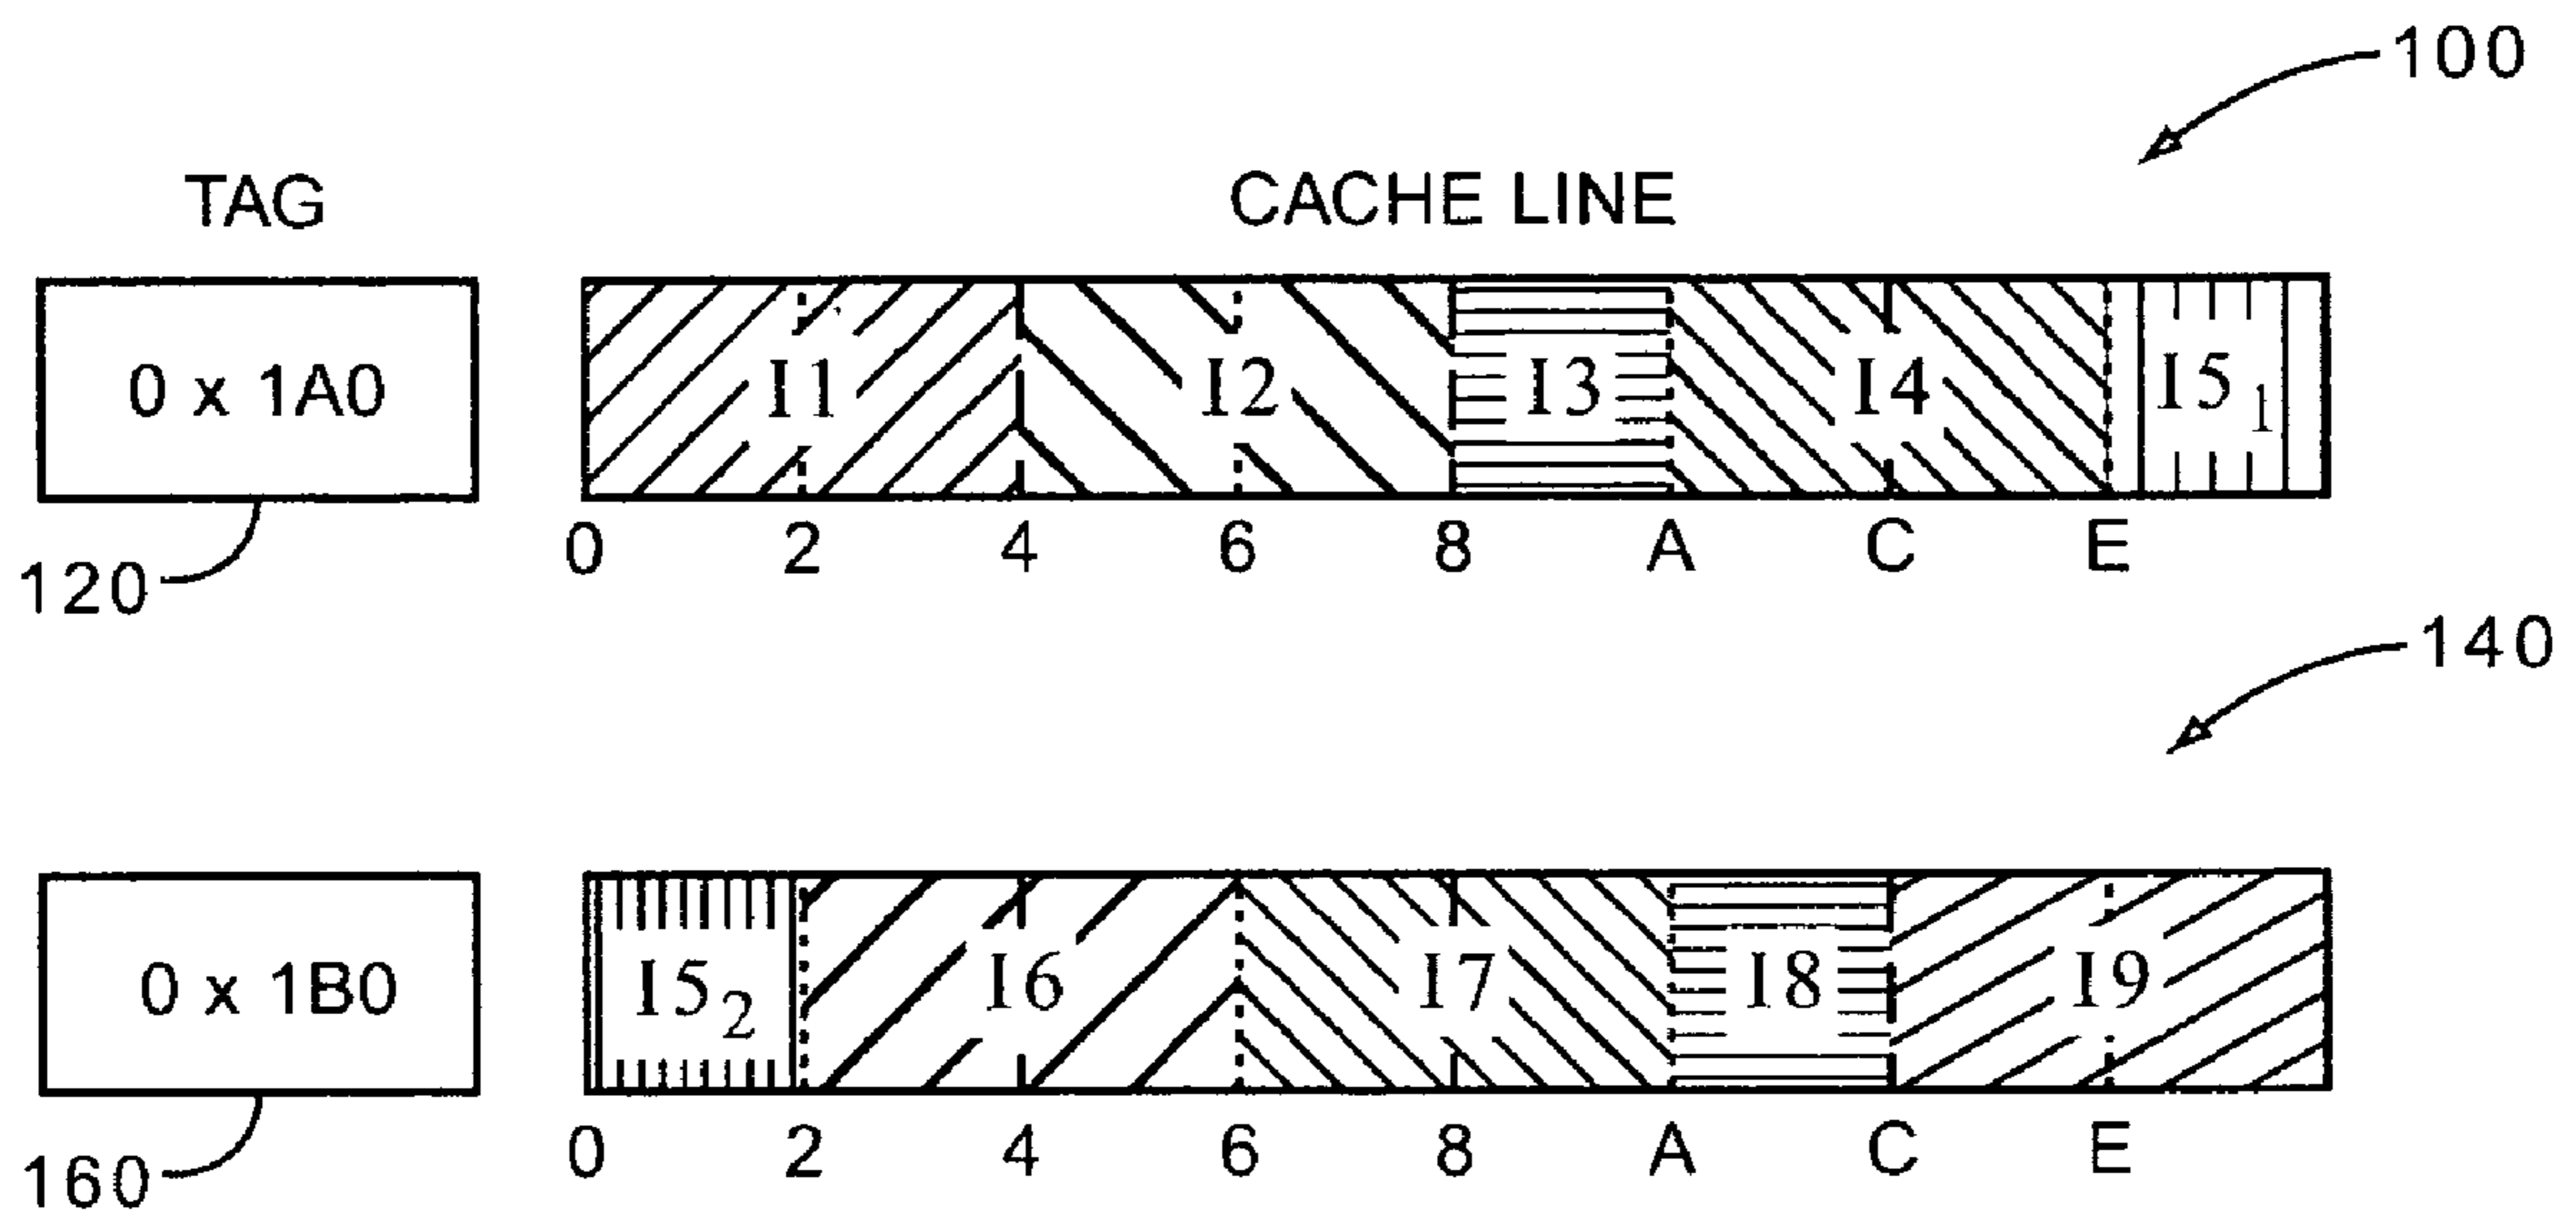 100
TAG CACHE LINE
0 x 1A0 I1 I2 I3 I4 I5 1
0 2 4 6 8 A C E
120
140
0 x 1B0 I5 2 I6 I7 I8 I9
0 2 4 6 8 A C E
160